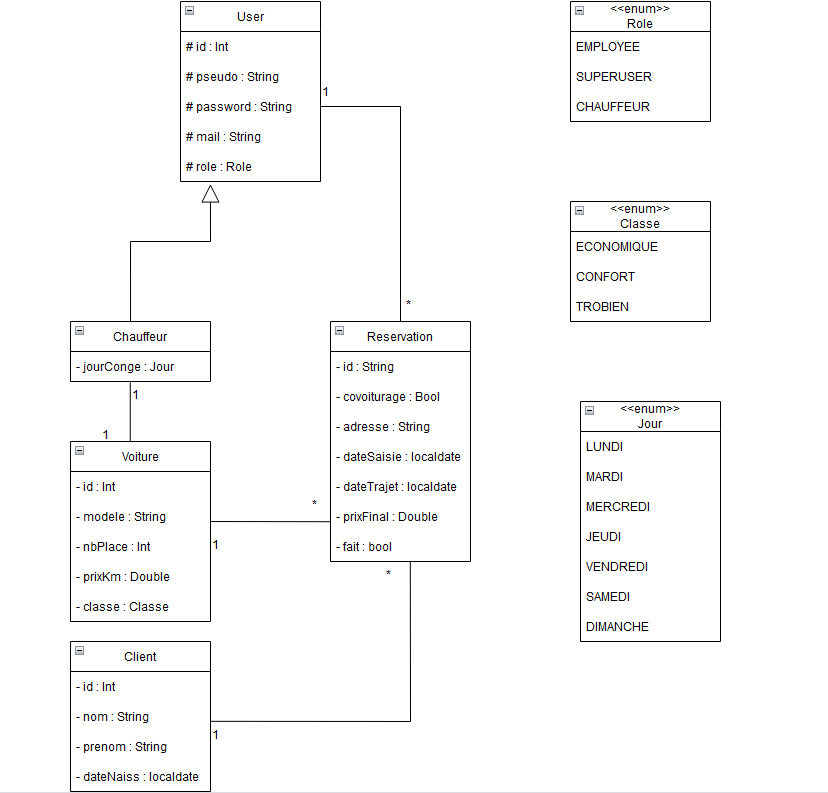 User
# id : Int
# pseudo : String
# password : String
# mail : String
# role : Role
1
*
<<enum>>
Role
EMPLOYEE
SUPERUSER
CHAUFFEUR
<<enum>>
Classe
ECONOMIQUE
CONFORT
TROBIEN
Chauffeur
- jourConge : Jour
1
1
Reservation
- id : String
- covoiturage : Bool
- adresse : String
- dateSaisie : localdate
- dateTrajet : localdate
- prixFinal : Double
- fait : bool
*
*
<<enum>>
Jour
LUNDI
MARDI
MERCREDI
JEUDI
VENDREDI
SAMEDI
DIMANCHE
Voiture
- id : Int
- modele : String
- nbPlace : Int
- prixKm : Double
- classe : Classe
1
Client
- id : Int
- nom : String
- prenom : String
- dateNaiss : localdate
1